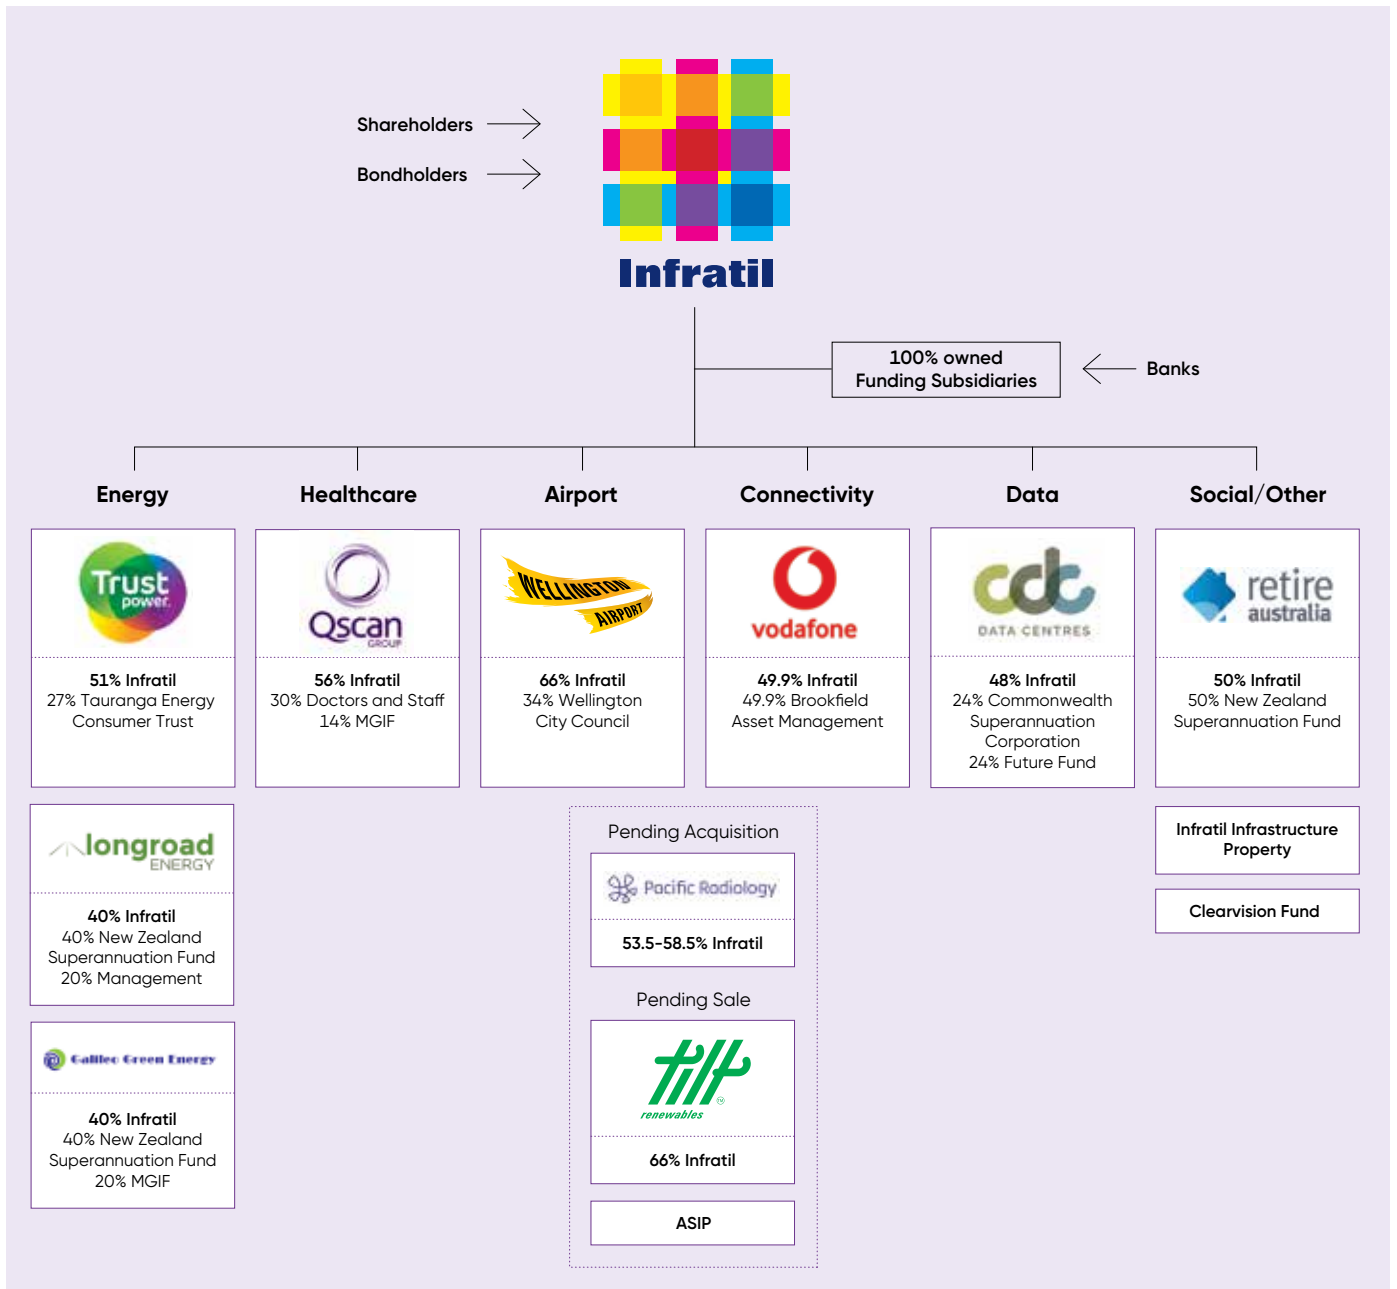 Shareholders
Bondholders
Infratil
100% owned
Funding Subsidiaries
Banks
Energy
Healthcare
Airport
Connectivity
Data
Social/Other
Trust
power.
51% Infratil
27% Tauranga Energy
Consumer Trust
Qscan
GROUP
56% Infratil
30% Doctors and Staff
14% MGIF
WELLINGTON
AIRPORT
66% Infratil
34% Wellington
City Council
vodafone
49.9% Infratil
49.9% Brookfield
Asset Management
cdc
DATA CENTRES
48% Infratil
24% Commonwealth
Superannuation
Corporation
24% Future Fund
retire
australia
50% Infratil
50% New Zealand
Superannuation Fund
longroad
ENERGY
40% Infratil
40% New Zealand
Superannuation Fund
20% Management
Galileo Green Energy
40% Infratil
40% New Zealand
Superannuation Fund
20% MGIF
Pending Acquisition
Pacific Radiology
53.5-58.5% Infratil
Pending Sale
tilt
renewables
TM
66% Infratil
ASIP
Infratil Infrastructure
Property
Clearvision Fund